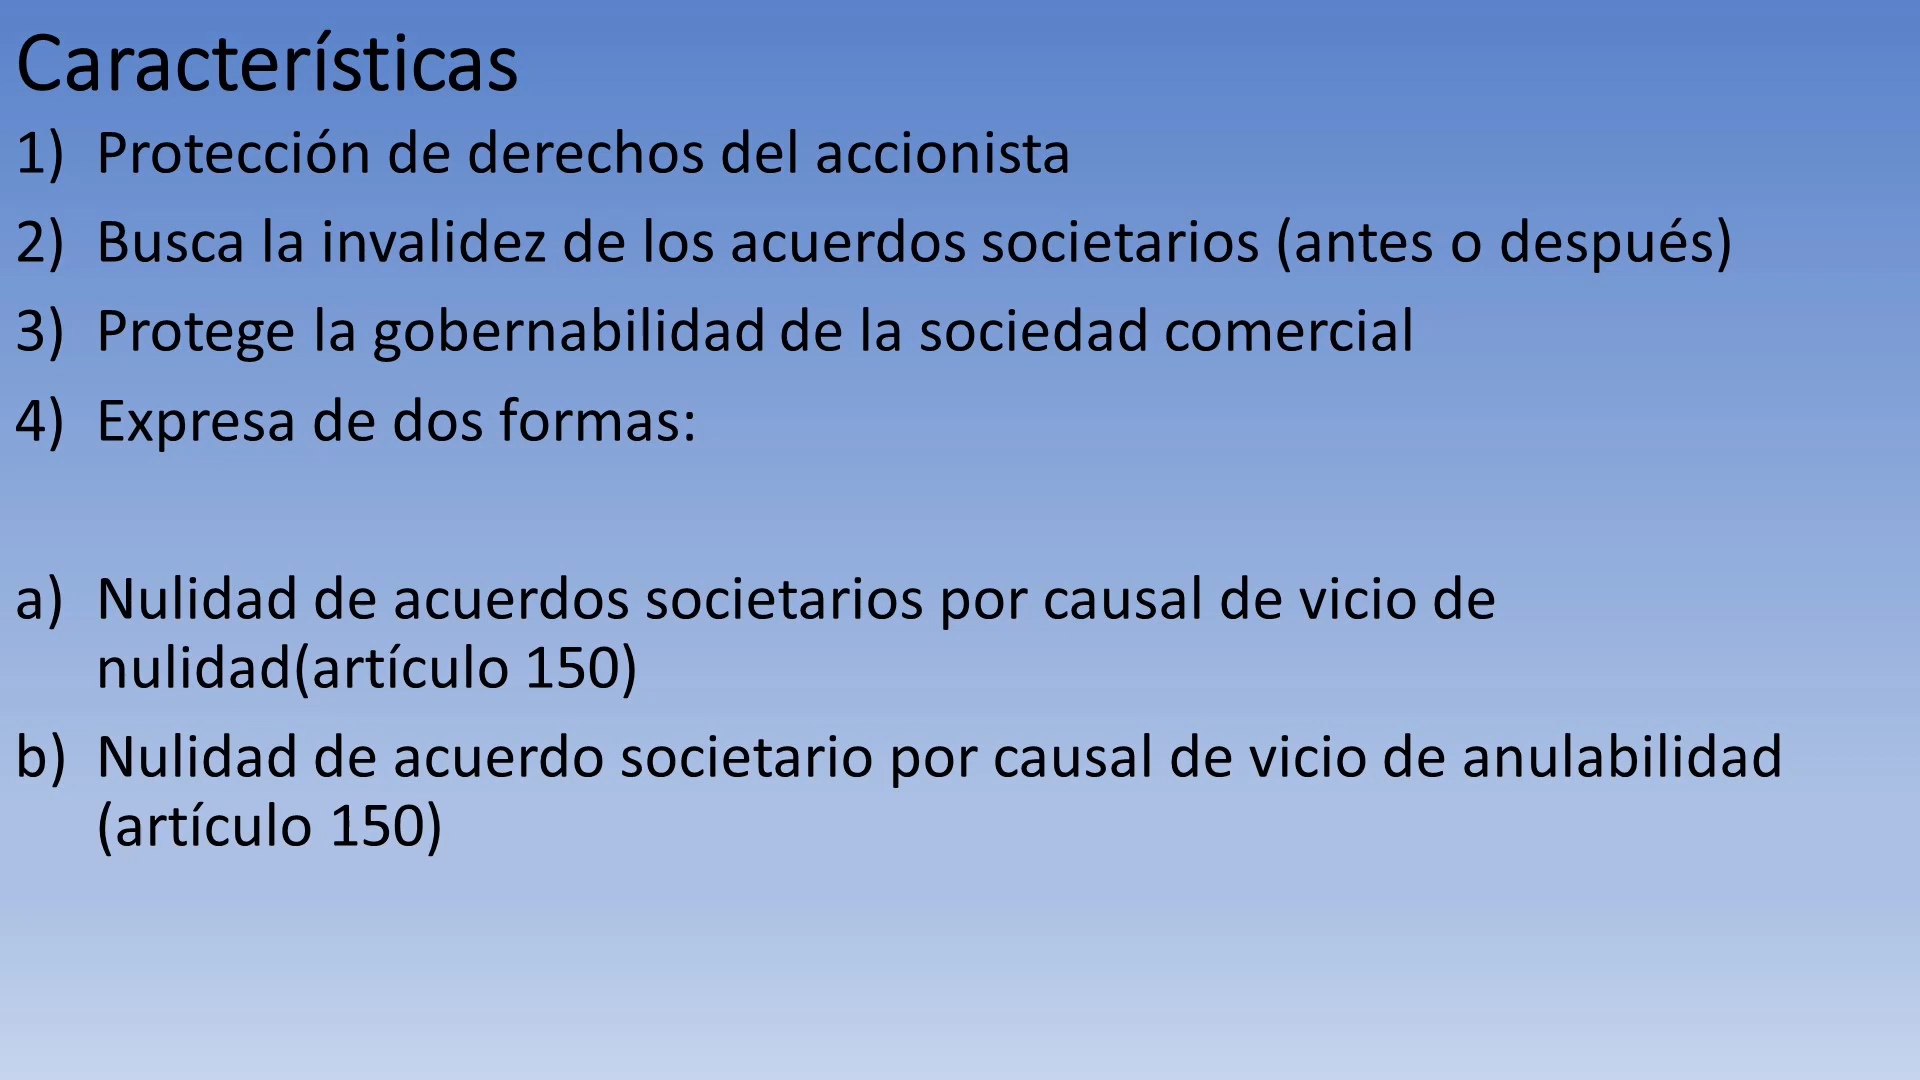 Características
1) Protección de derechos del accionista
2) Busca la invalidez de los acuerdos societarios (antes o después)
3) Protege la gobernabilidad de la sociedad comercial
4) Expresa de dos formas:
a) Nulidad de acuerdos societarios por causal de vicio de
nulidad(artículo 150)
b) Nulidad de acuerdo societario por causal de vicio de anulabilidad
(artículo 150)